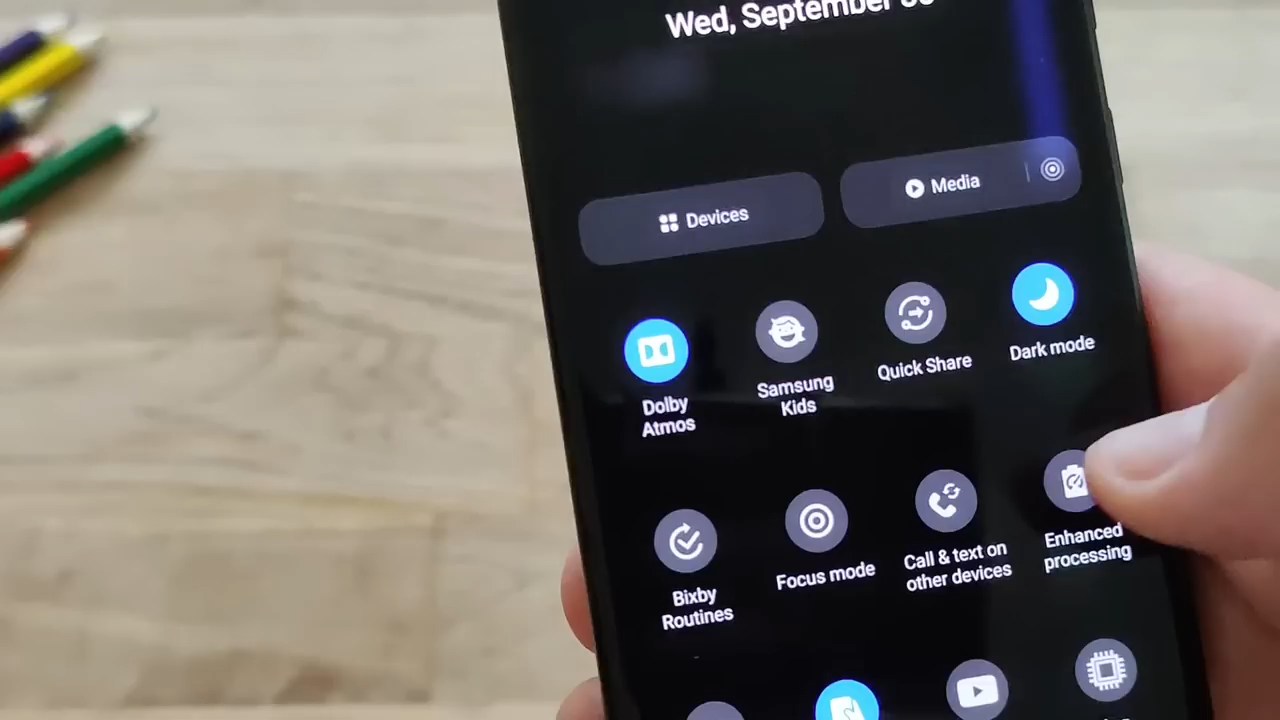 Wed, September
Devices
Media
Dolby
Atmos
Samsung
Kids
Quick Share
Dark mode
Bixby
Routines
Focus mode
Call & text on
other devices
Enhanced
processing